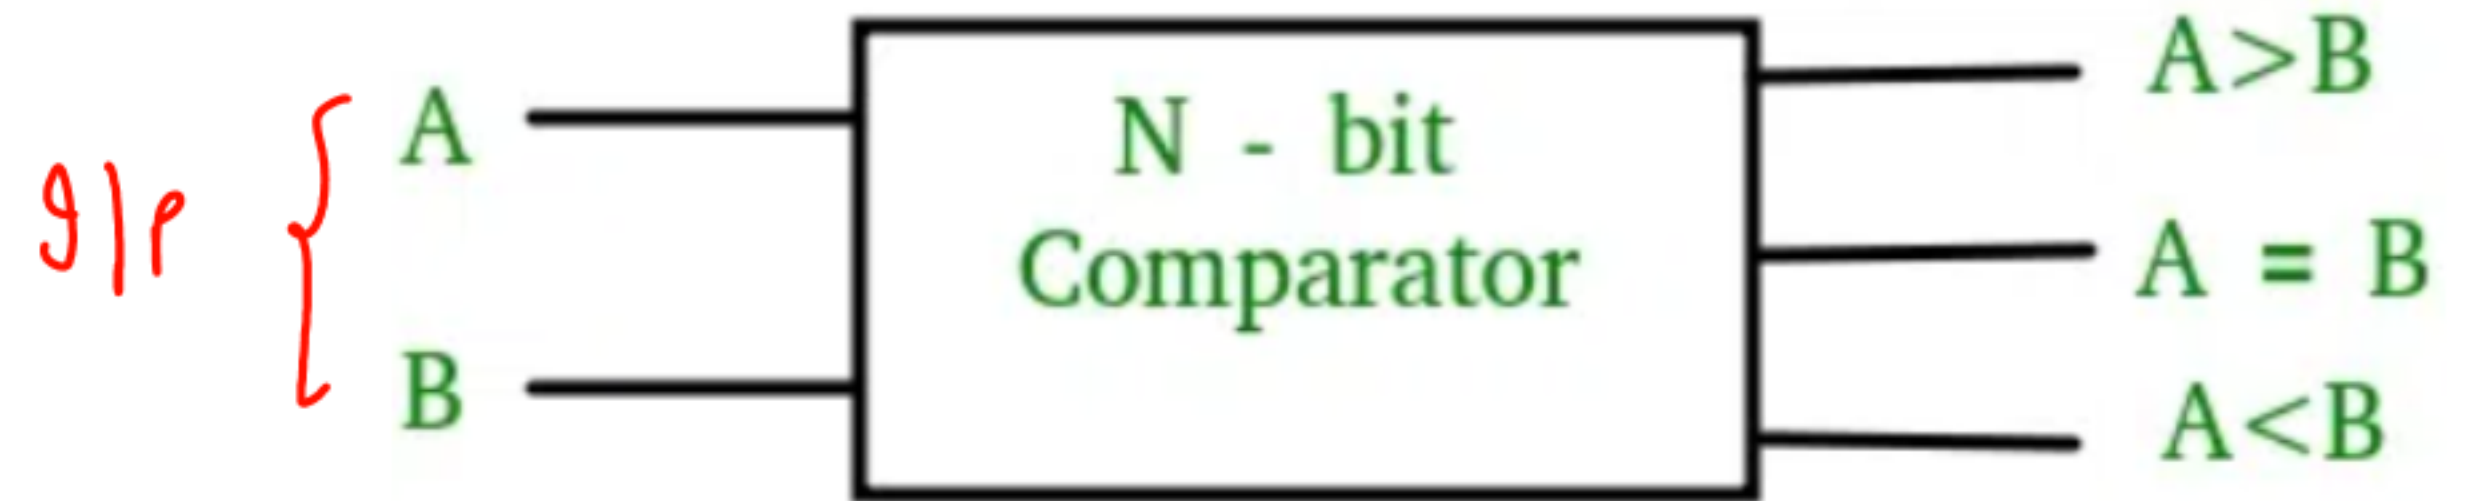 I/p
A
B
N - bit
Comparator
A>B
A = B
A<B